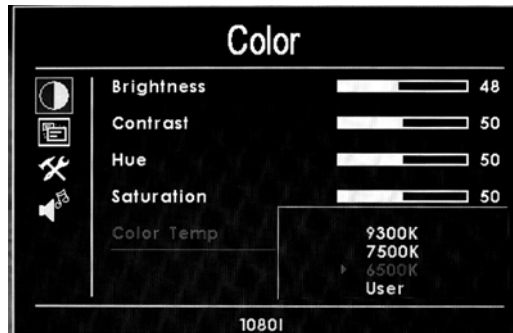 Color
Brightness 48
Contrast 50
Hue 50
Saturation 50
Color Temp
9300K
7500K
6500K
User
1080I